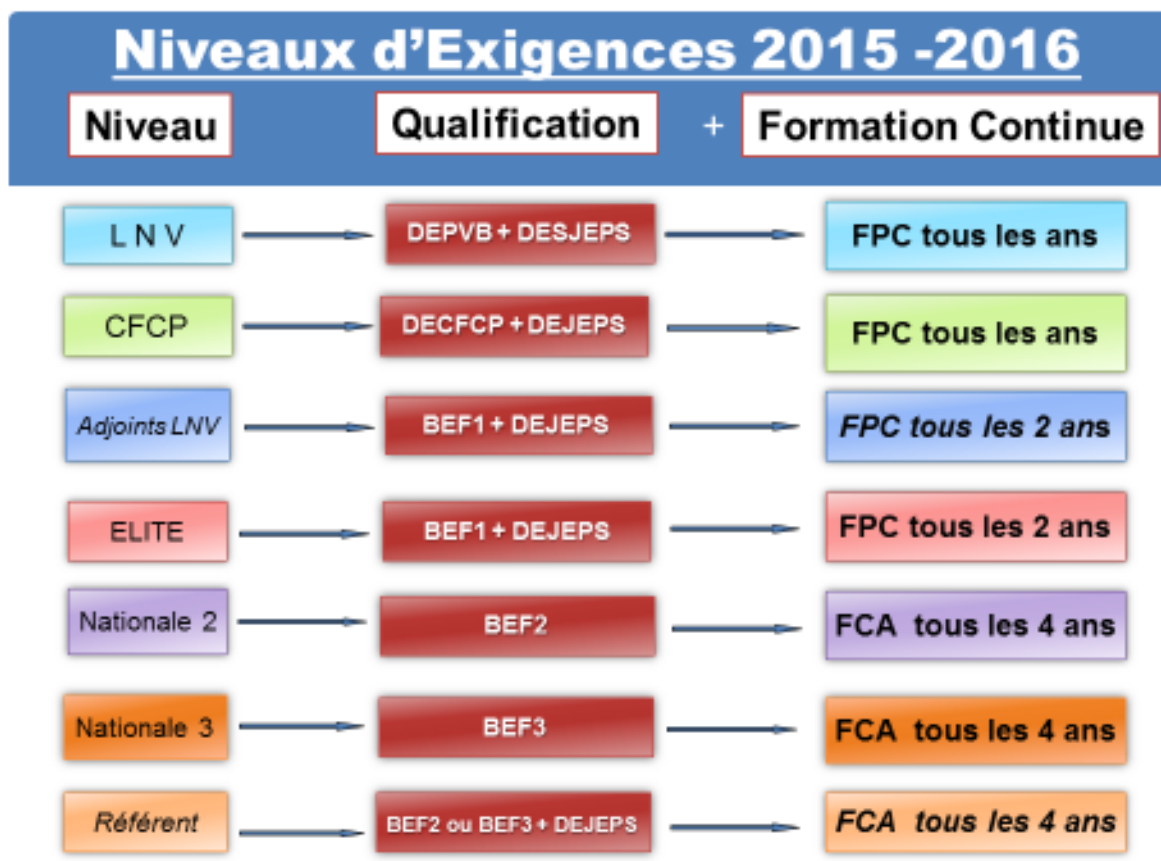 Niveaux d'Exigences 2015 -2016
Niveau Qualification + Formation Continue
L N V DEPVB + DESJEPS FPC tous les ans
CFCP DECFCP + DEJEPS FPC tous les ans
Adjoints LNV BEF1 + DEJEPS FPC tous les 2 ans
ELITE BEF1 + DEJEPS FPC tous les 2 ans
Nationale 2 BEF2 FCA tous les 4 ans
Nationale 3 BEF3 FCA tous les 4 ans
Référent BEF2 ou BEF3 + DEJEPS FCA tous les 4 ans